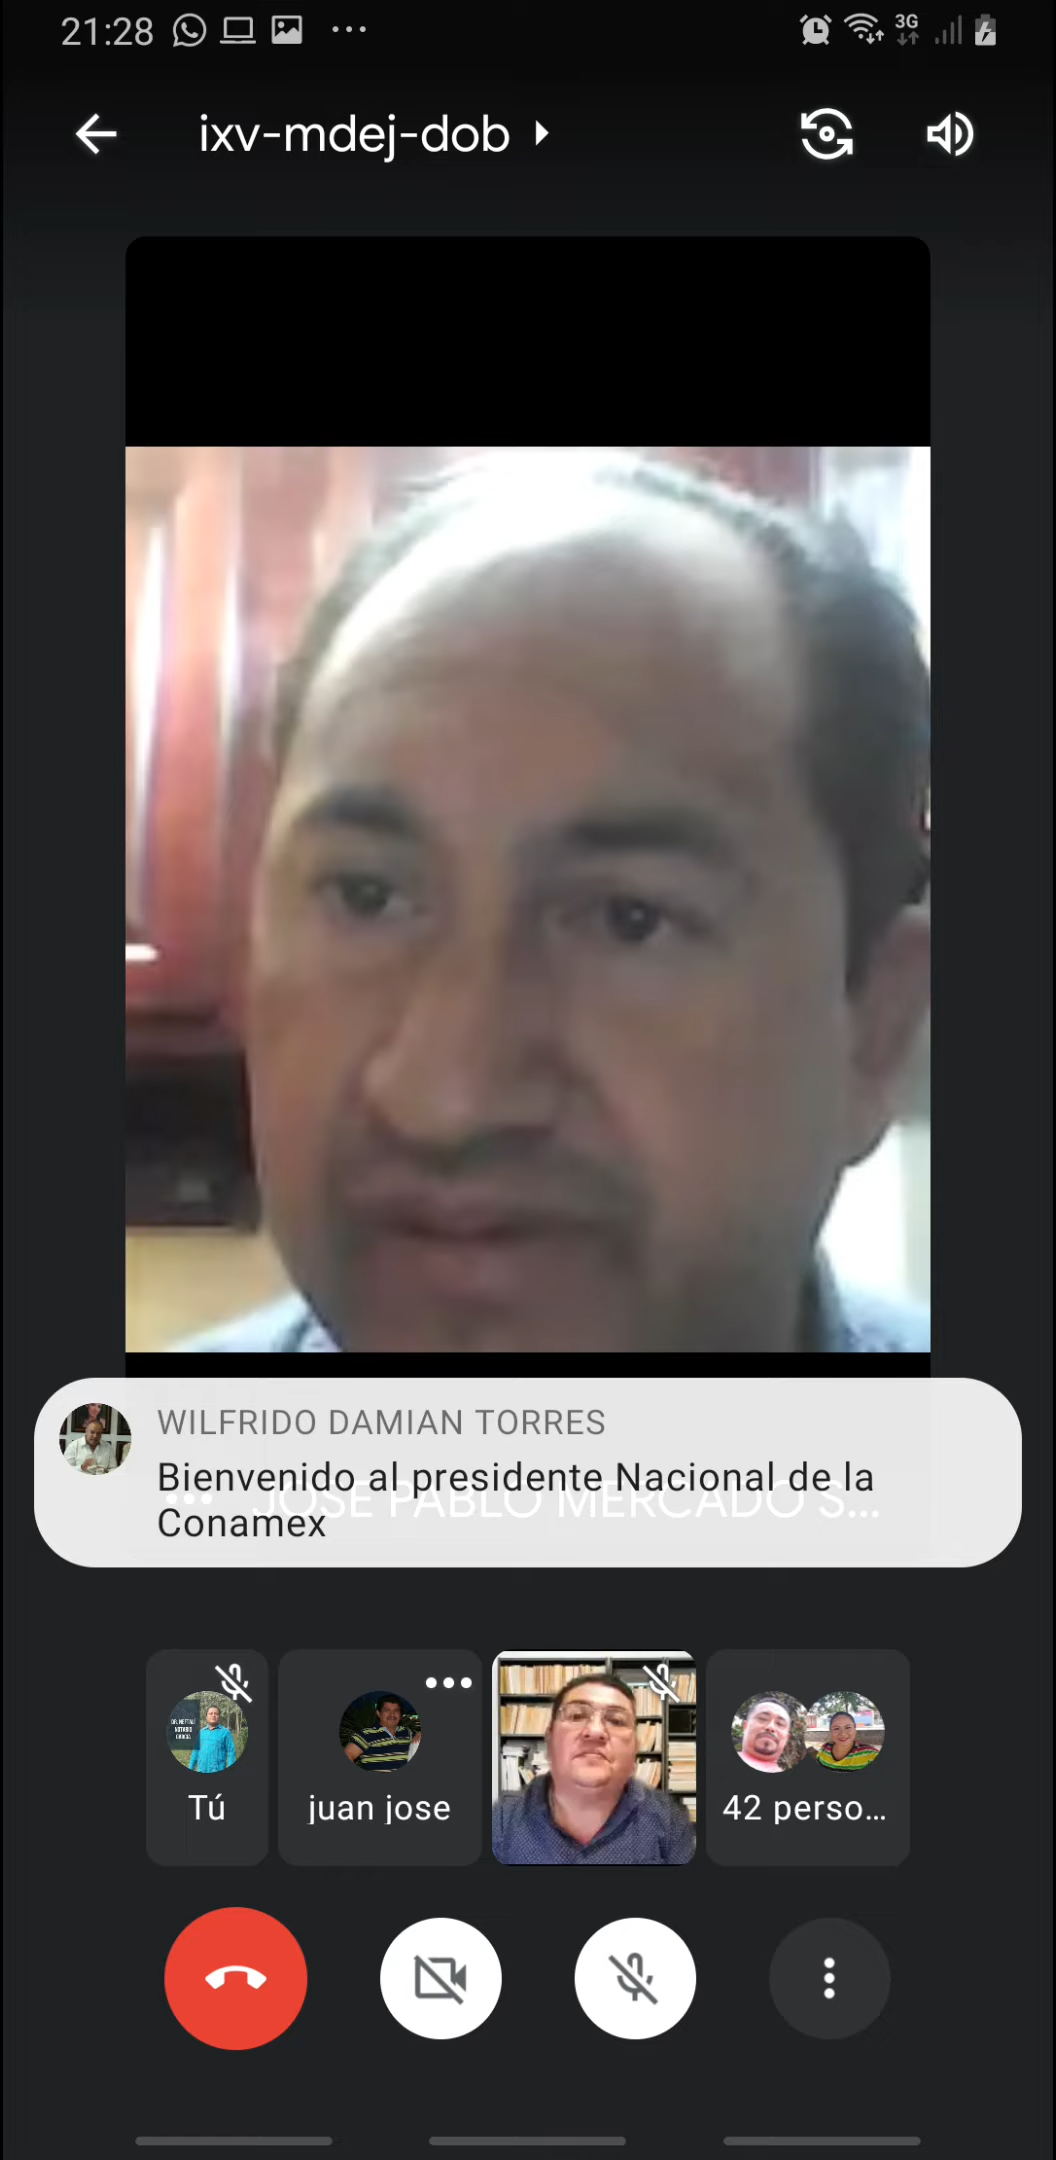 21:28
3G
ixv-mdej-dob
WILFRIDO DAMIAN TORRES
Bienvenido al presidente Nacional de la
Conamex
JOSE PABLO MERCADO S...
Tú
juan jose
42 perso...